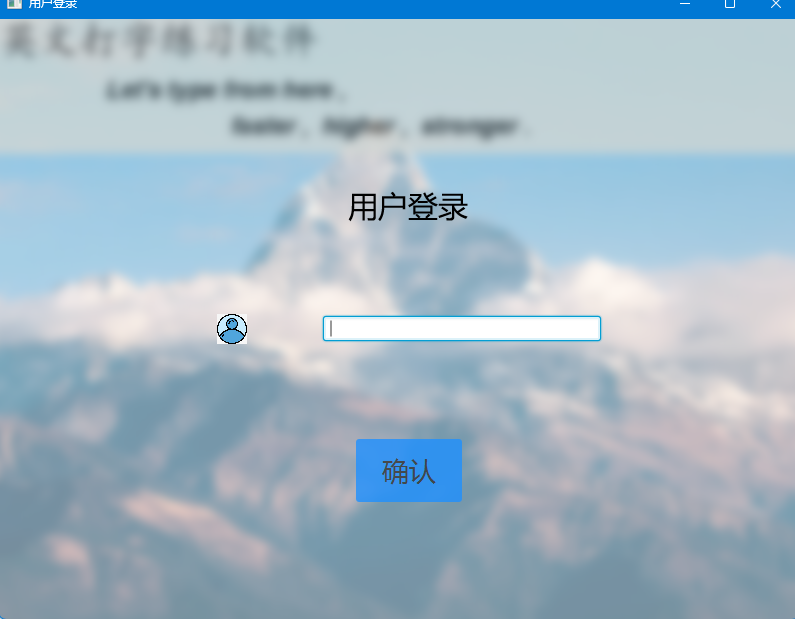 用户登录
英文打字练习软件
Let's type from here ,
faster , higher , stronger .
用户登录
确认